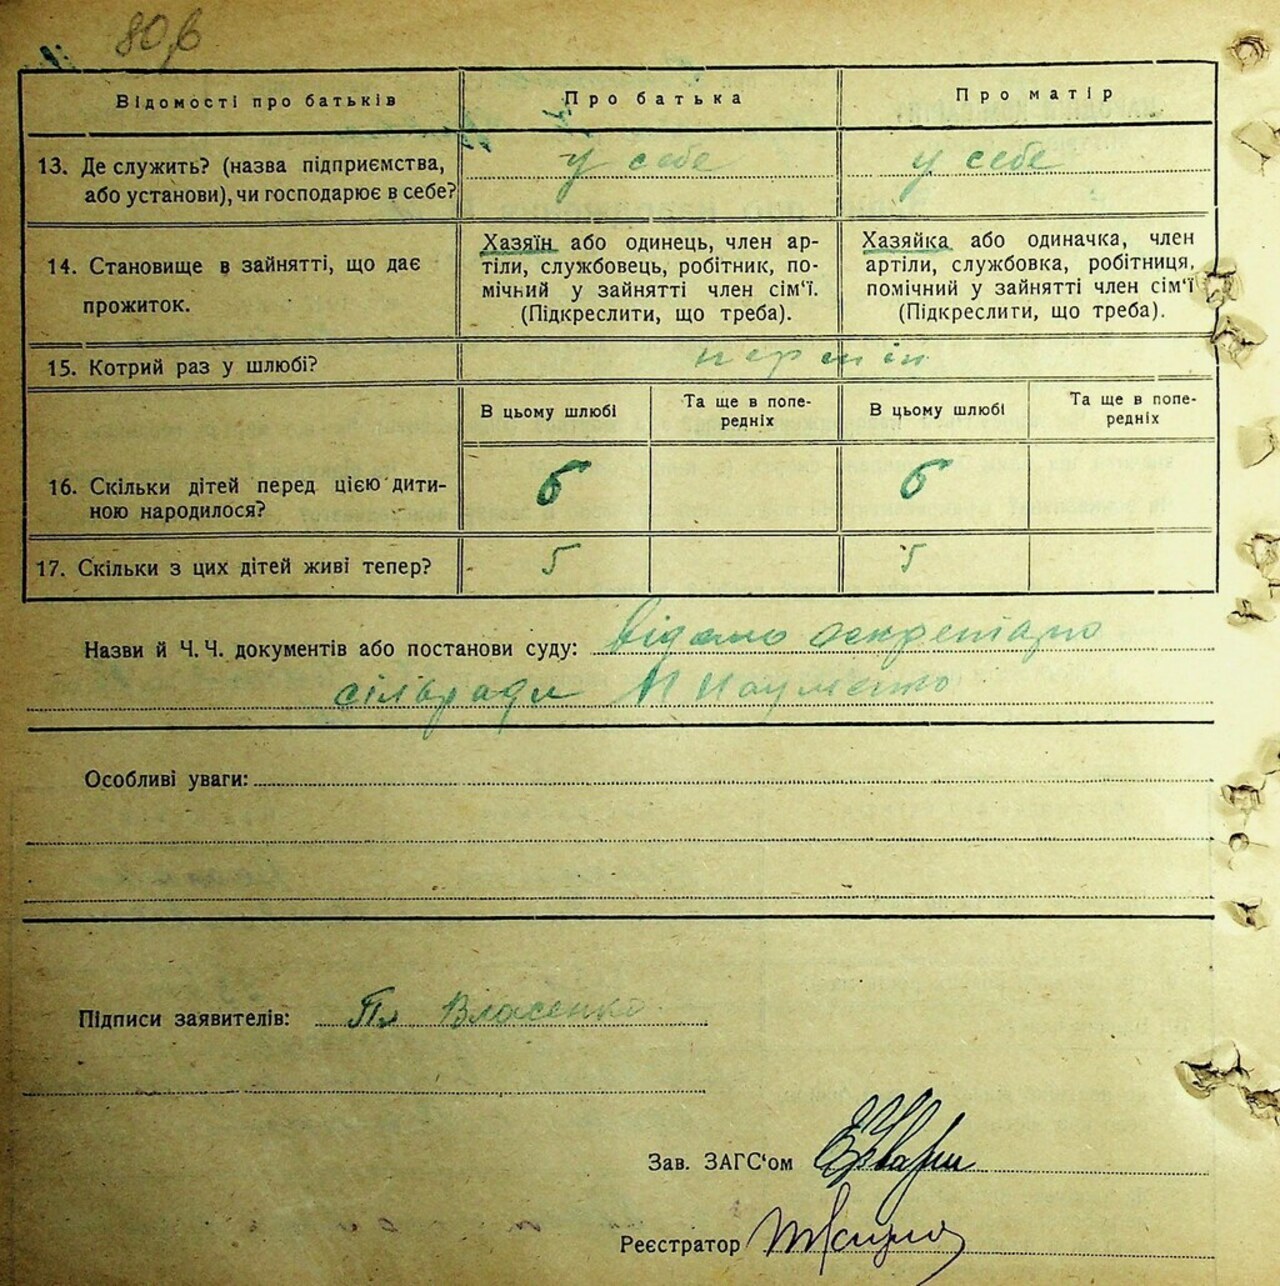 80 в
Відомості про батьків
Про батька
Про матір
13. Де служить? (назва підприємства,
або установи), чи господарює в себе?
у себе
у себе
14. Становище в зайнятті, що дає
прожиток.
Хазяїн або одинець, член ар-
тіли, службовець, робітник, по-
мічний у зайнятті член сім'ї.
(Підкреслити, що треба).
Хазяйка або одиначка, член
артіли, службовка, робітниця,
помічний у зайнятті член сім'ї
(Підкреслити, що треба).
15. Котрий раз у шлюбі?
В цьому шлюбі
Та ще в попе-
редніх
В цьому шлюбі
Та ще в попе-
редніх
16. Скільки дітей перед цією дити-
ною народилося?
6
6
17. Скільки з цих дітей живі тепер?
5
5
Назви й Ч. Ч. документів або постанови суду: відомо
сільради Науменко
Особливі уваги:
Підписи заявителів: Власенко
Зав. ЗАГС'ом
Реєстратор